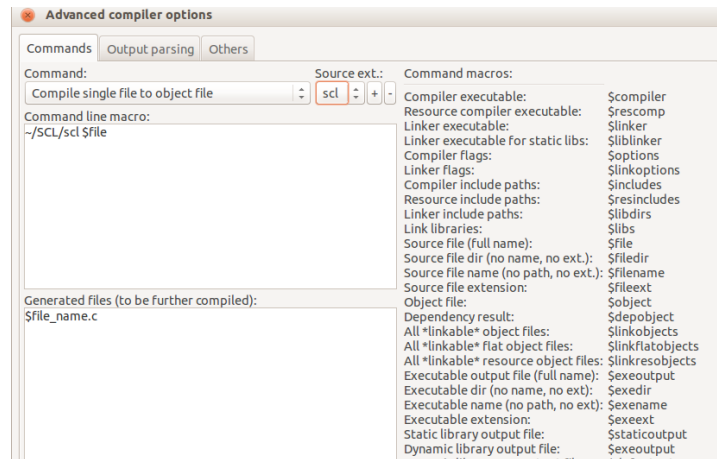 Advanced compiler options
Commands Output parsing Others
Command: Source ext.:
Compile single file to object file scl + -
Command line macro:
~/SCL/scl $file
Generated files (to be further compiled):
$file_name.c
Command macros:
Compiler executable: $compiler
Resource compiler executable: $rescomp
Linker executable: $linker
Linker executable for static libs: $liblinker
Compiler flags: $options
Linker flags: $linkoptions
Compiler include paths: $includes
Resource include paths: $resincludes
Linker include paths: $libdirs
Link libraries: $libs
Source file (full name): $file
Source file dir (no name, no ext.): $filedir
Source file name (no path, no ext.): $filename
Source file extension: $fileext
Object file: $object
Dependency result: $depobject
All *linkable* object files: $linkobjects
All *linkable* flat object files: $linkflatobjects
All *linkable* resource object files: $linkresobjects
Executable output file (full name): $exeoutput
Executable dir (no name, no ext): $exedir
Executable name (no path, no ext): $exename
Executable extension: $exeext
Static library output file: $staticoutput
Dynamic library output file: $exeoutput